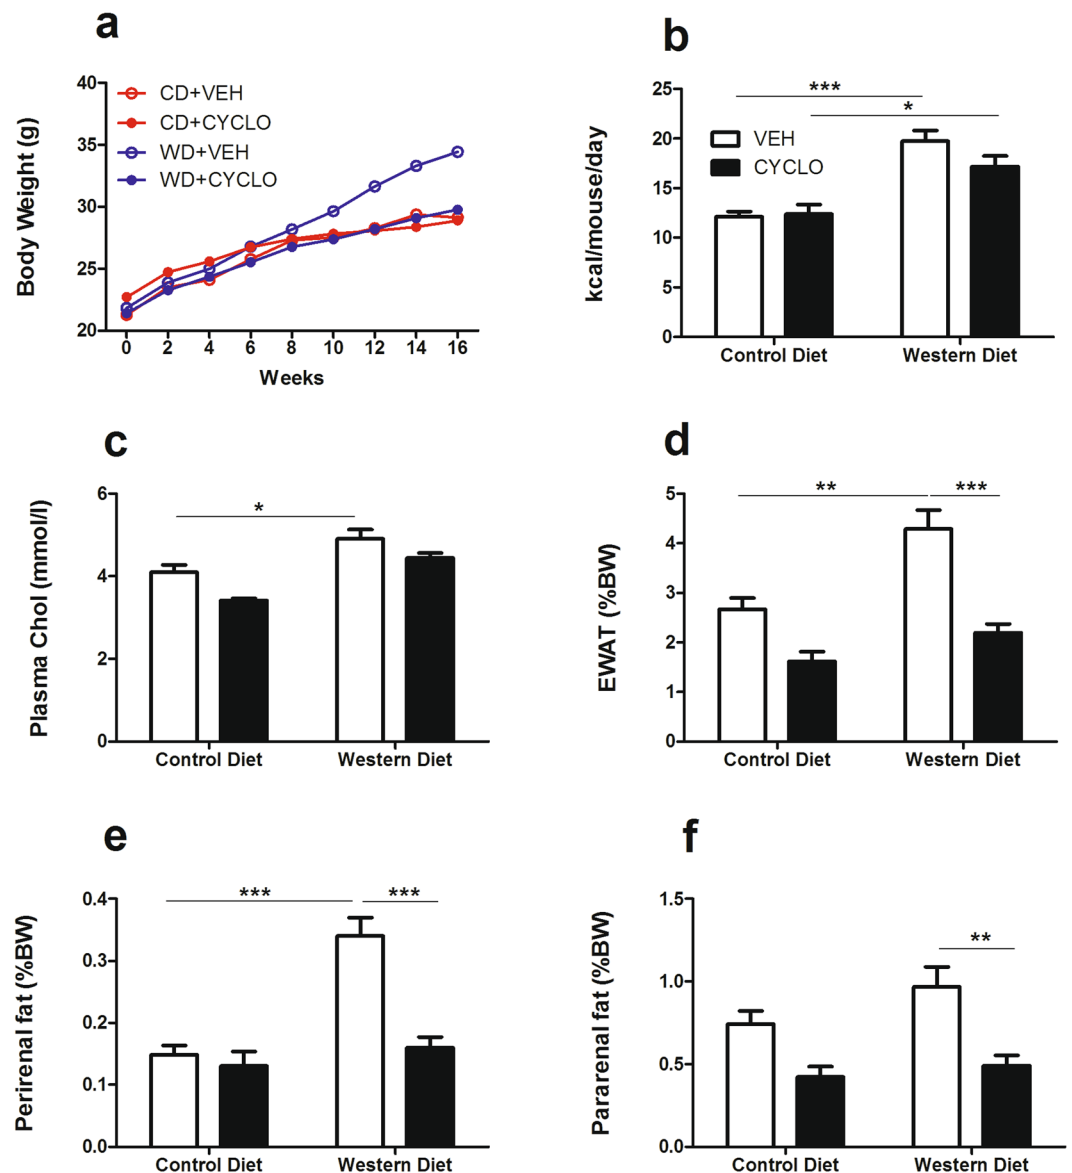 a
Body Weight (g)
40
35
30
25
20
CD+VEH
CD+CYCLO
WD+VEH
WD+CYCLO
0 2 4 6 8 10 12 14 16
Weeks
b
kcal/mouse/day
25
20
15
10
5
0
***
*
VEH
CYCLO
Control Diet Western Diet
c
Plasma Chol (mmol/l)
6
4
2
0
*
Control Diet Western Diet
d
EWAT (%BW)
5
4
3
2
1
0
** ***
Control Diet Western Diet
e
Perirenal fat (%BW)
0.4
0.3
0.2
0.1
0.0
*** ***
Control Diet Western Diet
f
Pararenal fat (%BW)
1.5
1.0
0.5
0.0
**
Control Diet Western Diet